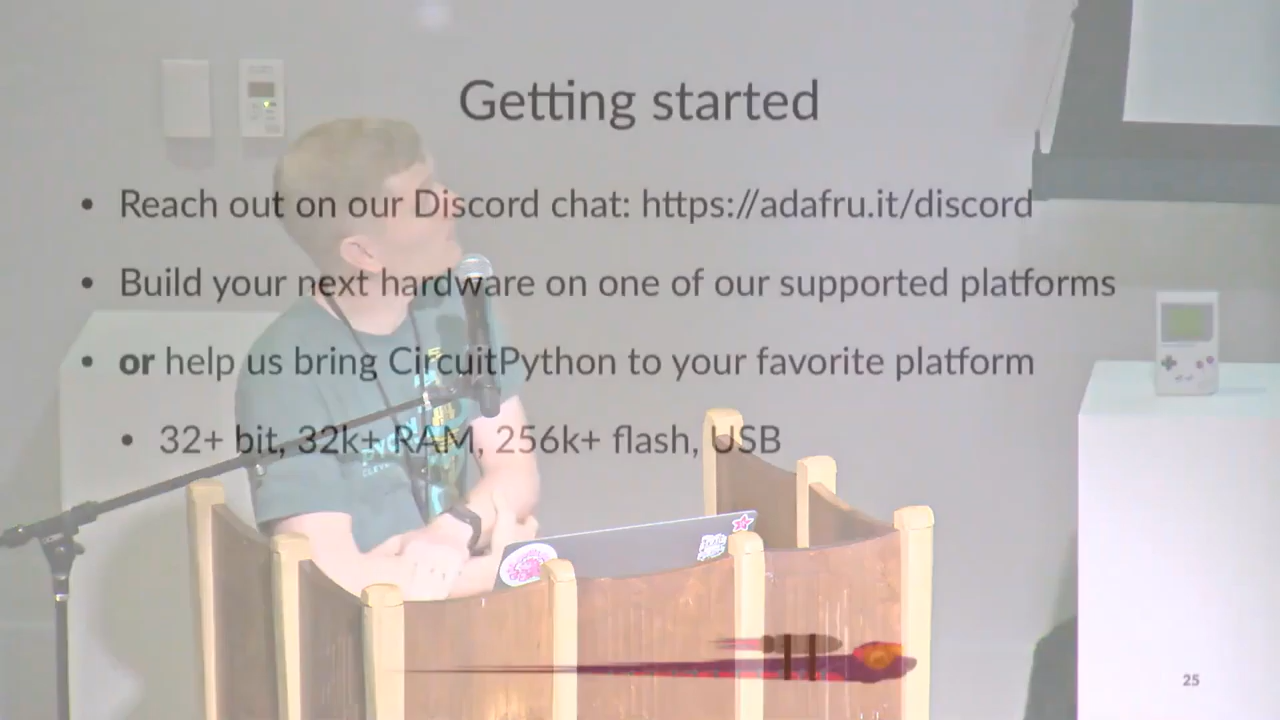 Getting started
• Reach out on our Discord chat: https://adafru.it/discord
• Build your next hardware on one of our supported platforms
• or help us bring CircuitPython to your favorite platform
• 32+ bit, 32k+ RAM, 256k+ flash, USB
25